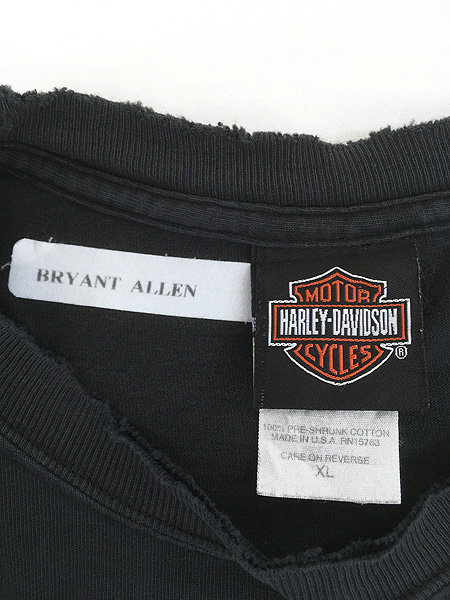 BRYANT ALLEN
MOTOR
HARLEY-DAVIDSON
CYCLES
®
100% PRE-SHRUNK COTTON
MADE IN U.S.A. RN15763
CARE ON REVERSE
XL